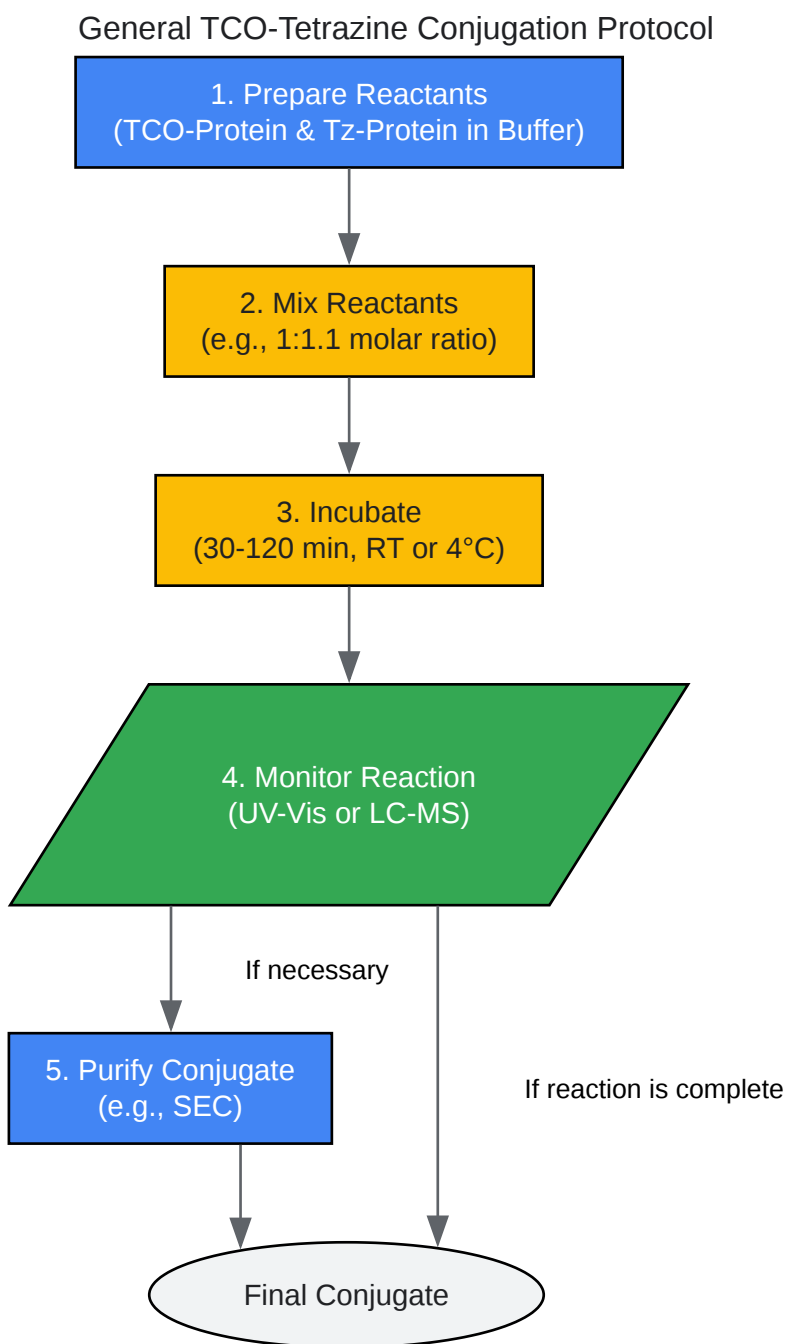 General TCO-Tetrazine Conjugation Protocol
1. Prepare Reactants
(TCO-Protein & Tz-Protein in Buffer)
2. Mix Reactants
(e.g., 1:1.1 molar ratio)
3. Incubate
(30-120 min, RT or 4°C)
4. Monitor Reaction
(UV-Vis or LC-MS)
If necessary
5. Purify Conjugate
(e.g., SEC)
If reaction is complete
Final Conjugate